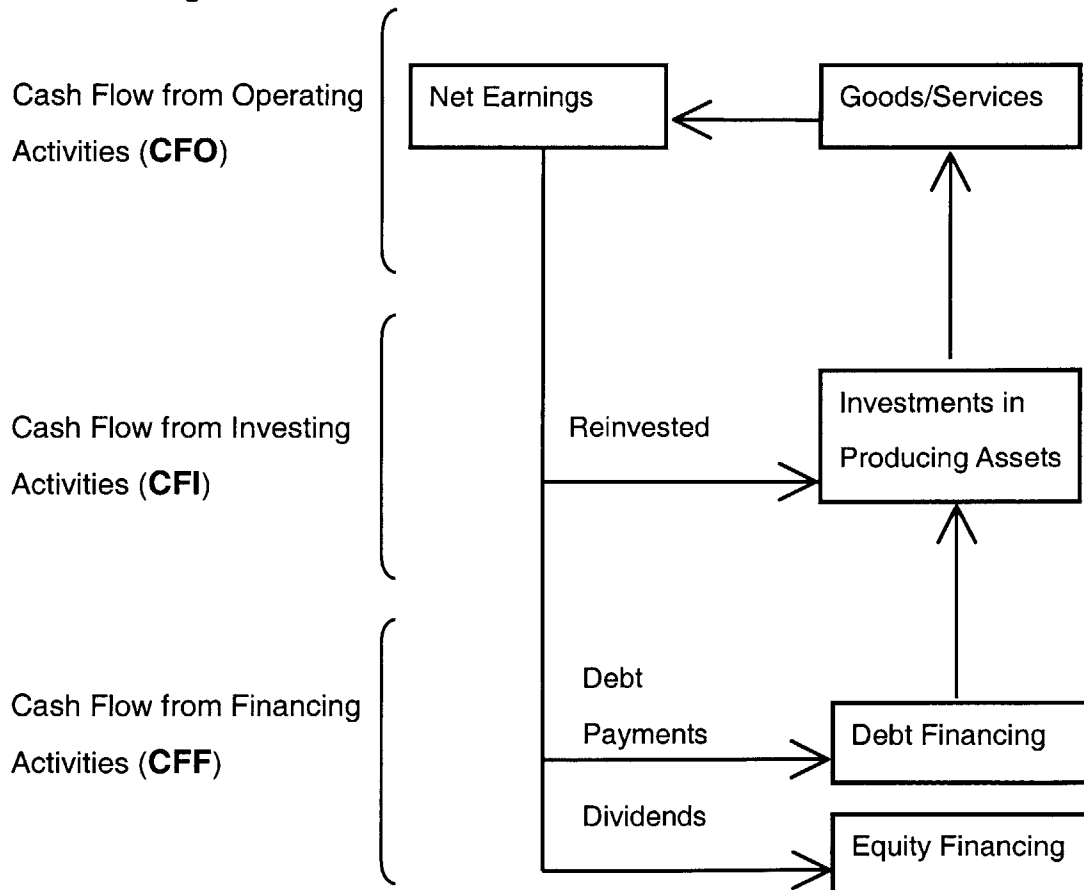 Cash Flow from Operating
Activities (CFO)
Net Earnings
Goods/Services
Cash Flow from Investing
Activities (CFI)
Reinvested
Investments in
Producing Assets
Cash Flow from Financing
Activities (CFF)
Debt
Payments
Debt Financing
Dividends
Equity Financing